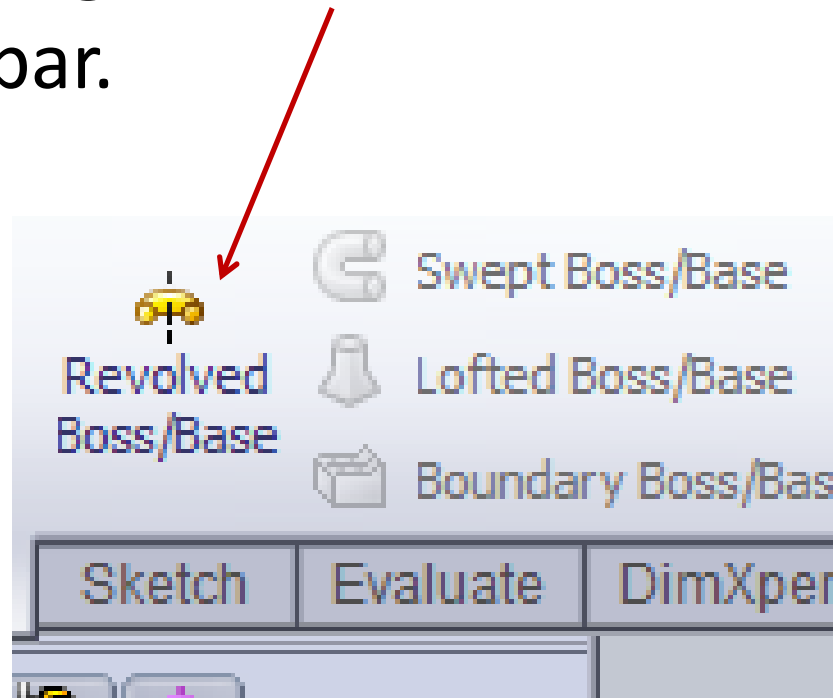 bar.
Swept Boss/Base
Revolved
Boss/Base
Lofted Boss/Base
Boundary Boss/Bas
Sketch
Evaluate
DimXper